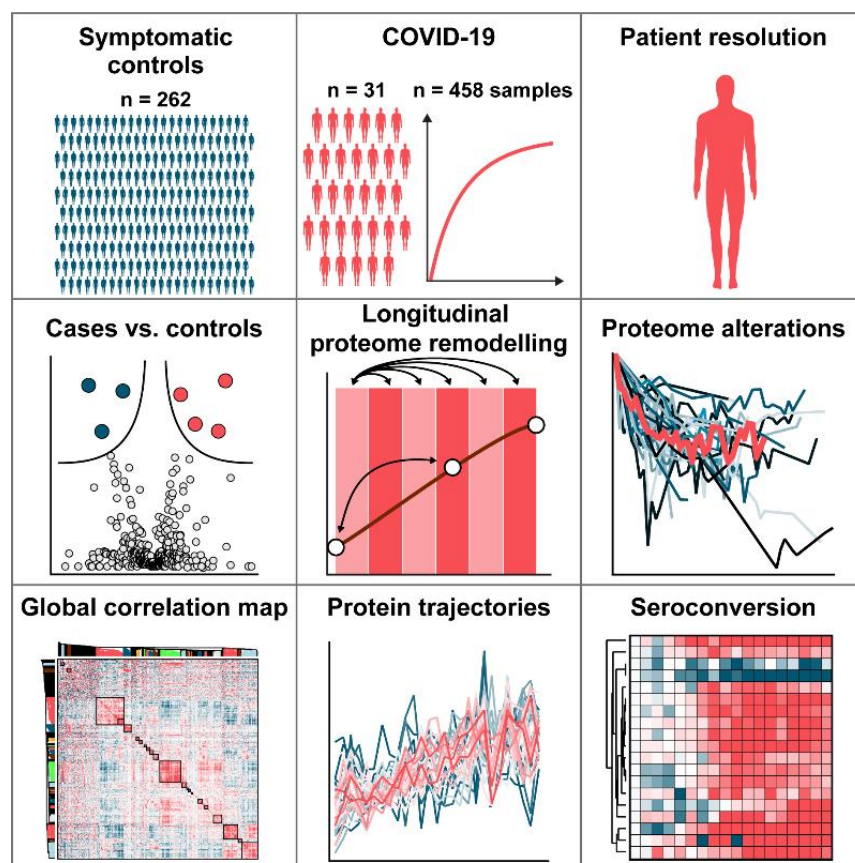 Symptomatic
controls
n = 262
COVID-19
n = 31 n = 458 samples
Patient resolution
Cases vs. controls
Longitudinal
proteome remodelling
Proteome alterations
Global correlation map
Protein trajectories
Seroconversion